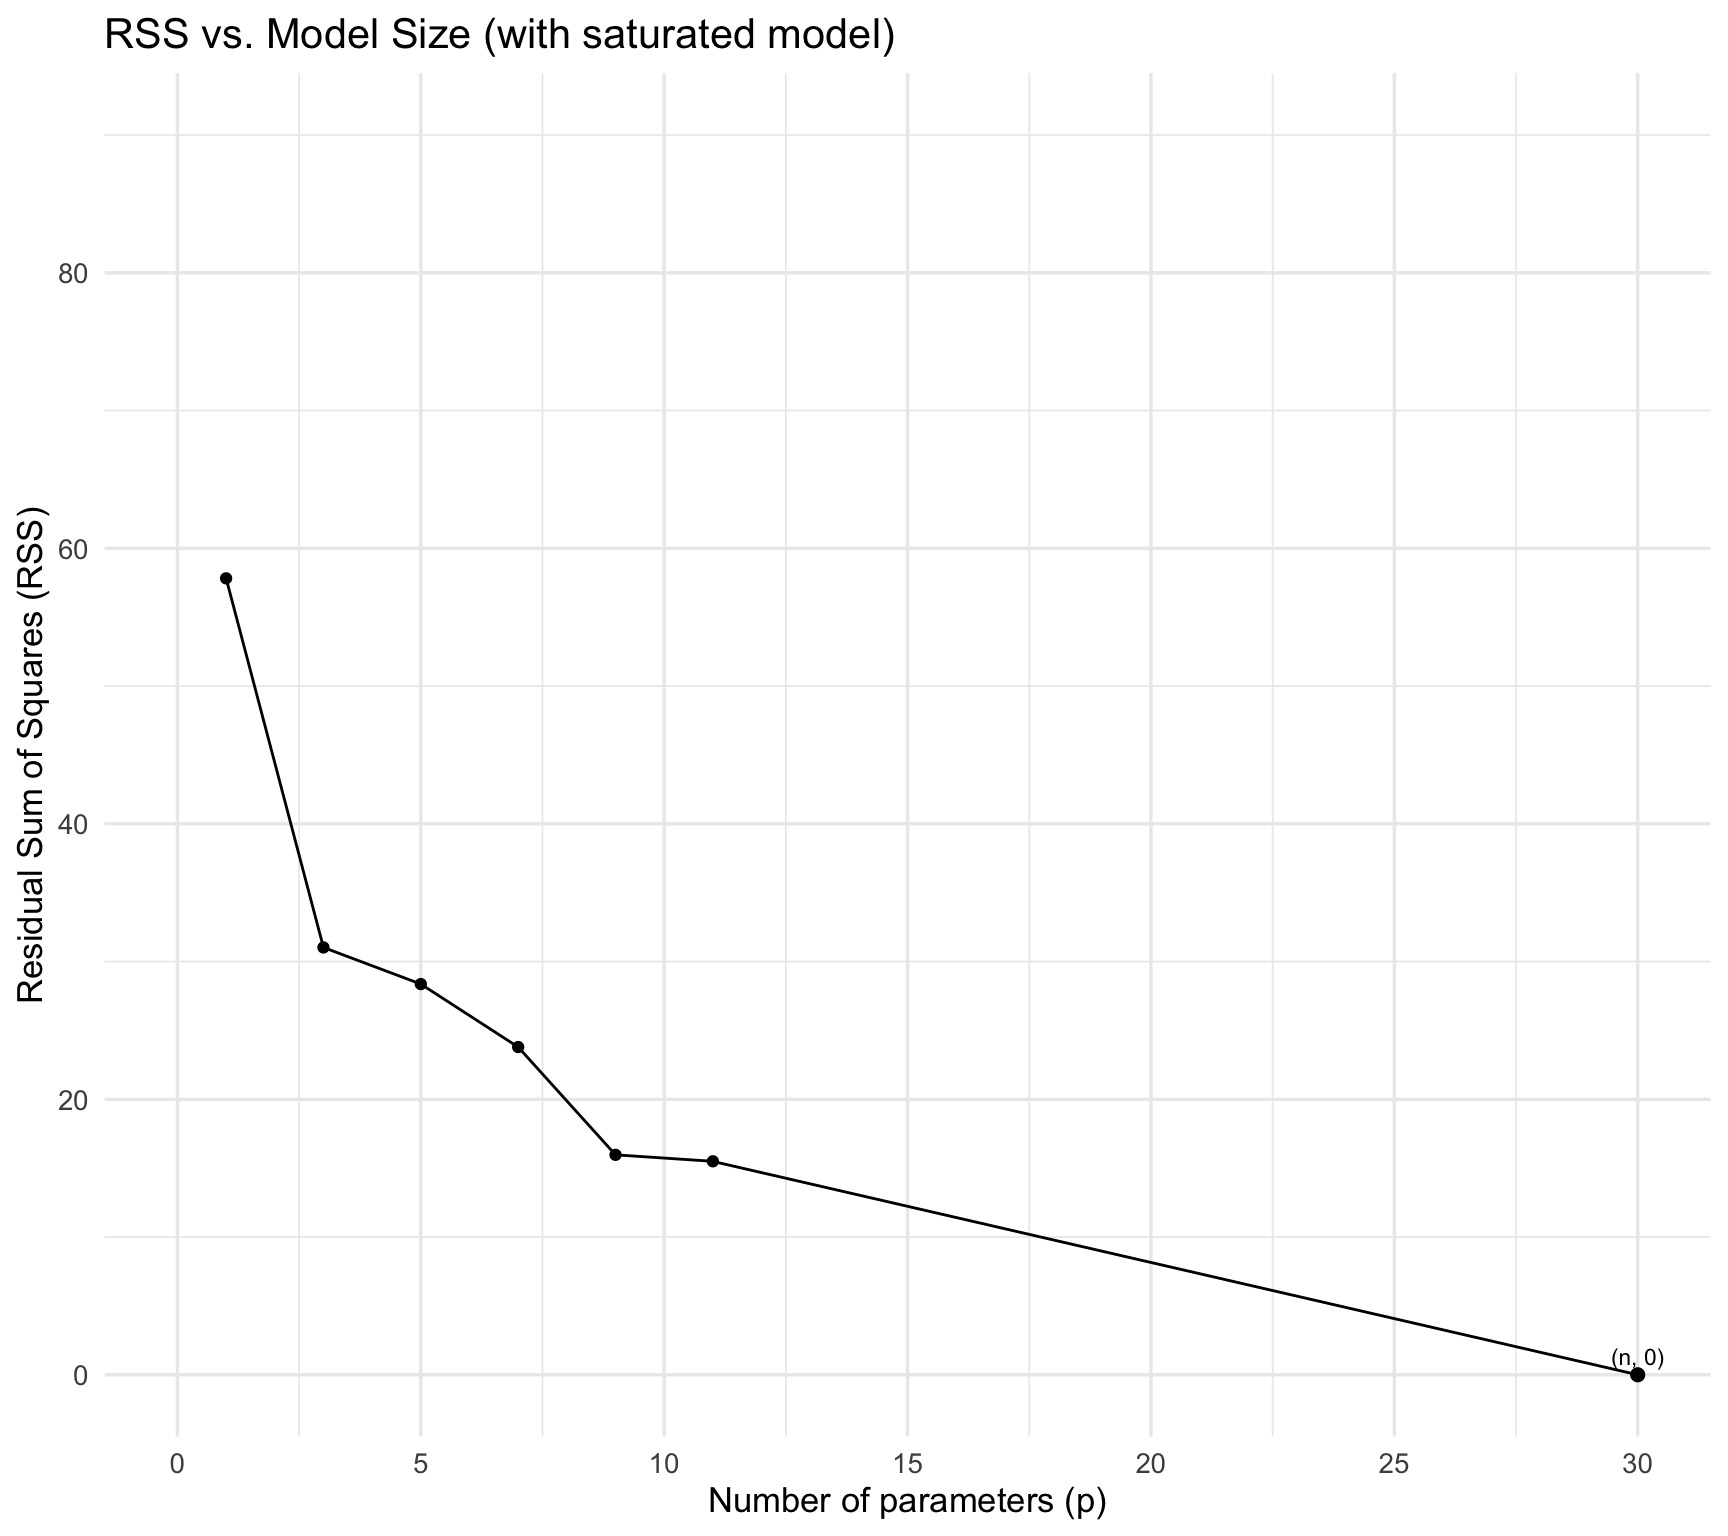 RSS vs. Model Size (with saturated model)
Residual Sum of Squares (RSS)
80
60
40
20
0
(n, 0)
0 5 10 15 20 25 30
Number of parameters (p)